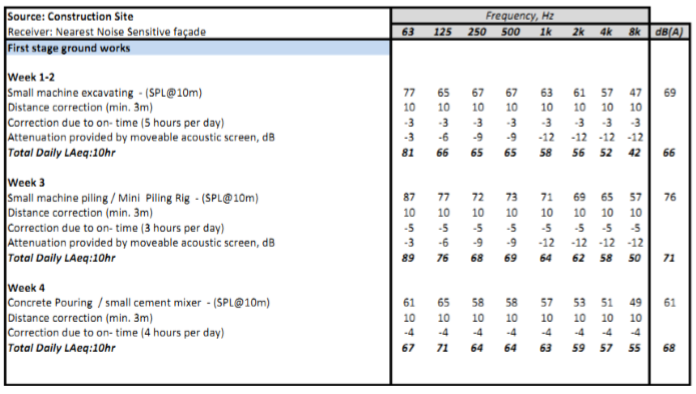 Source: Construction Site Frequency, Hz
Receiver: Nearest Noise Sensitive façade 63 125 250 500 1k 2k 4k 8k dB(A)
First stage ground works
Week 1-2
Small machine excavating - (SPL@10m) 77 65 67 67 63 61 57 47 69
Distance correction (min. 3m) 10 10 10 10 10 10 10 10
Correction due to on- time (5 hours per day) -3 -3 -3 -3 -3 -3 -3 -3
Attenuation provided by moveable acoustic screen, dB -3 -6 -9 -9 -12 -12 -12 -12
Total Daily LAeq:10hr 81 66 65 65 58 56 52 42 66
Week 3
Small machine piling / Mini Piling Rig - (SPL@10m) 87 77 72 73 71 69 65 57 76
Distance correction (min. 3m) 10 10 10 10 10 10 10 10
Correction due to on- time (3 hours per day) -5 -5 -5 -5 -5 -5 -5 -5
Attenuation provided by moveable acoustic screen, dB -3 -6 -9 -9 -12 -12 -12 -12
Total Daily LAeq:10hr 89 76 68 69 64 62 58 50 71
Week 4
Concrete Pouring / small cement mixer - (SPL@10m) 61 65 58 58 57 53 51 49 61
Distance correction (min. 3m) 10 10 10 10 10 10 10 10
Correction due to on- time (4 hours per day) -4 -4 -4 -4 -4 -4 -4 -4
Total Daily LAeq:10hr 67 71 64 64 63 59 57 55 68